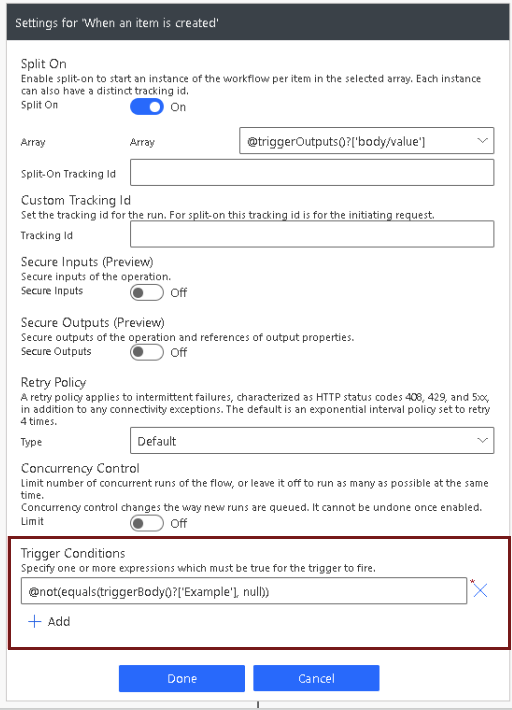 Settings for 'When an item is created'
Split On
Enable split-on to start an instance of the workflow per item in the selected array. Each instance
can also have a distinct tracking id.
Split On On
Array Array @triggerOutputs()?['body/value']
Split-On Tracking Id
Custom Tracking Id
Set the tracking id for the run. For split-on this tracking id is for the initiating request.
Tracking Id
Secure Inputs (Preview)
Secure inputs of the operation.
Secure Inputs Off
Secure Outputs (Preview)
Secure outputs of the operation and references of output properties.
Secure Outputs Off
Retry Policy
A retry policy applies to intermittent failures, characterized as HTTP status codes 408, 429, and 5xx,
in addition to any connectivity exceptions. The default is an exponential interval policy set to retry
4 times.
Type Default
Concurrency Control
Limit number of concurrent runs of the flow, or leave it off to run as many as possible at the same
time.
Concurrency control changes the way new runs are queued. It cannot be undone once enabled.
Limit Off
Trigger Conditions
Specify one or more expressions which must be true for the trigger to fire.
@not(equals(triggerBody()?['Example'], null)) *
+ Add
Done Cancel